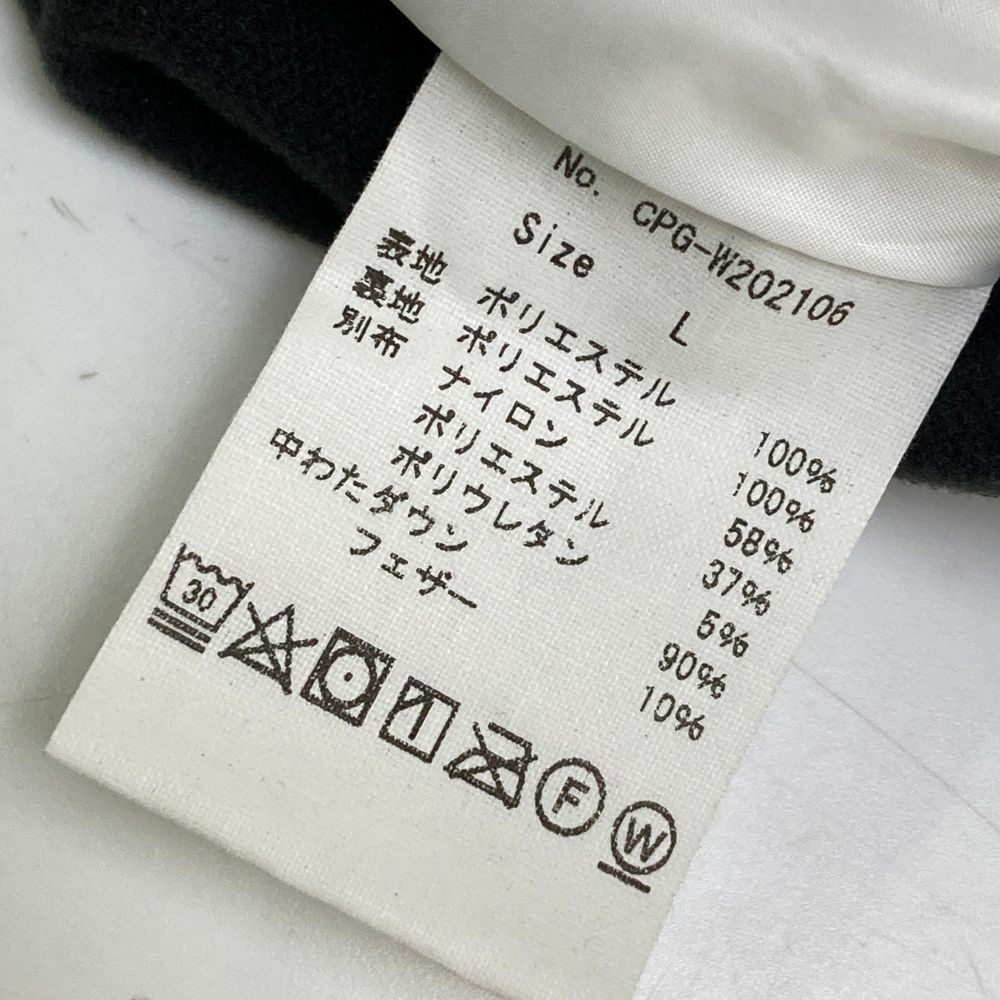 No. CPG-W202106
Size L
表地 ポリエステル 100%
裏地 ポリエステル 100%
別布 ナイロン 58%
ポリエステル 37%
ポリウレタン 5%
中わたダウン 90%
フェザー 10%
30
F
W